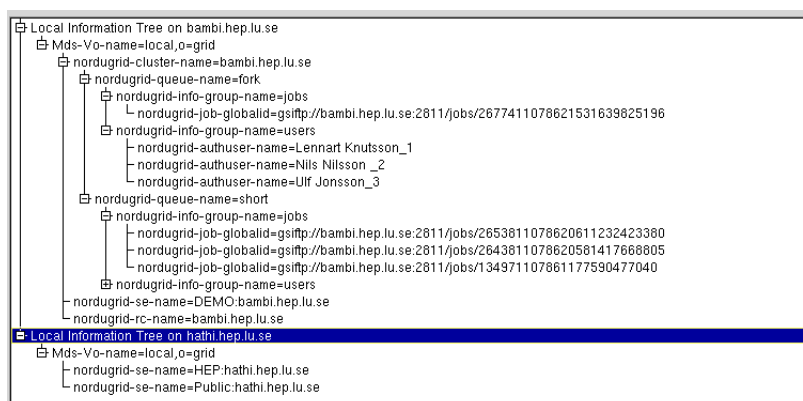 Local Information Tree on bambi.hep.lu.se
Mds-Vo-name=local,o=grid
nordugrid-cluster-name=bambi.hep.lu.se
nordugrid-queue-name=fork
nordugrid-info-group-name=jobs
nordugrid-job-globalid=gsiftp://bambi.hep.lu.se:2811/jobs/2677411078621531639825196
nordugrid-info-group-name=users
nordugrid-authuser-name=Lennart Knutsson_1
nordugrid-authuser-name=Nils Nilsson _2
nordugrid-authuser-name=Ulf Jonsson_3
nordugrid-queue-name=short
nordugrid-info-group-name=jobs
nordugrid-job-globalid=gsiftp://bambi.hep.lu.se:2811/jobs/2653811078620611232423380
nordugrid-job-globalid=gsiftp://bambi.hep.lu.se:2811/jobs/2643811078620581417668805
nordugrid-job-globalid=gsiftp://bambi.hep.lu.se:2811/jobs/134971107861177590477040
nordugrid-info-group-name=users
nordugrid-se-name=DEMO:bambi.hep.lu.se
nordugrid-rc-name=bambi.hep.lu.se
Local Information Tree on hathi.hep.lu.se
Mds-Vo-name=local,o=grid
nordugrid-se-name=HEP:hathi.hep.lu.se
nordugrid-se-name=Public:hathi.hep.lu.se